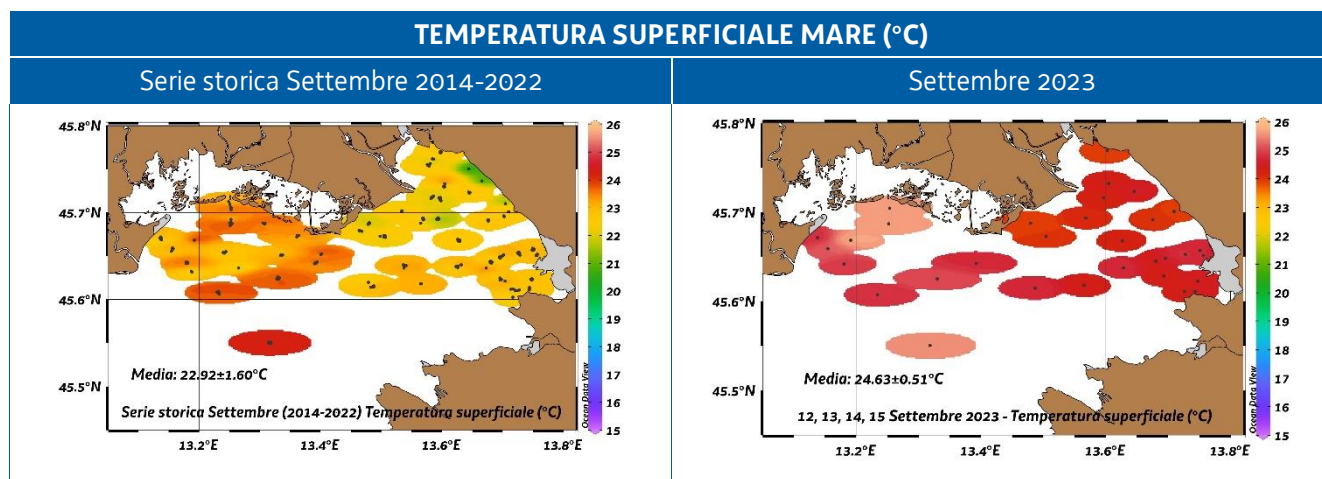 TEMPERATURA SUPERFICIALE MARE (°C)
Serie storica Settembre 2014-2022
Settembre 2023
45.8°N
45.7°N
45.6°N
45.5°N
13.2°E
13.4°E
13.6°E
13.8°E
Media: 22.92±1.60°C
Serie storica Settembre (2014-2022) Temperatura superficiale (°C)
Ocean Data View
26
25
24
23
22
21
20
19
18
17
16
15
45.8°N
45.7°N
45.6°N
45.5°N
13.2°E
13.4°E
13.6°E
13.8°E
Media: 24.63±0.51°C
12, 13, 14, 15 Settembre 2023 - Temperatura superficiale (°C)
Ocean Data View
26
25
24
23
22
21
20
19
18
17
16
15